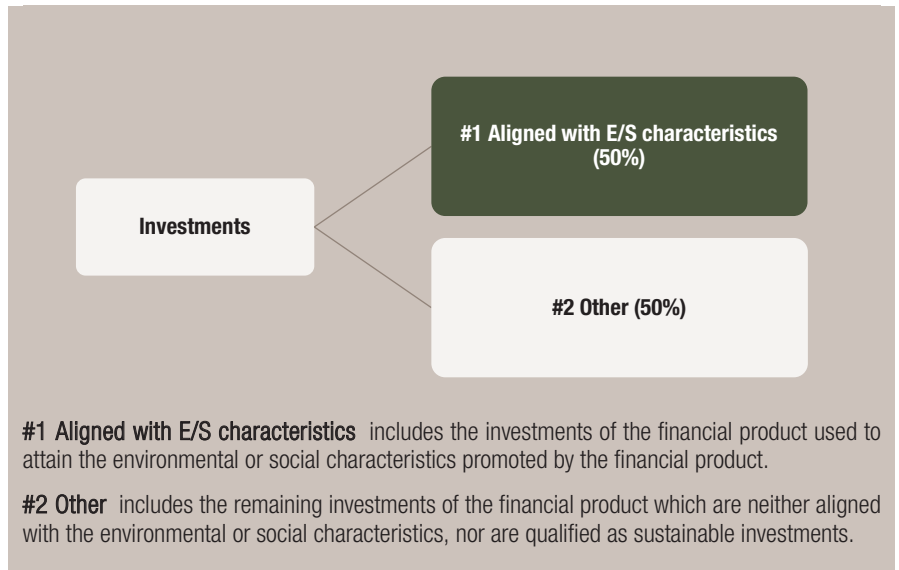 #1 Aligned with E/S characteristics
(50%)
Investments
#2 Other (50%)
#1 Aligned with E/S characteristics includes the investments of the financial product used to
attain the environmental or social characteristics promoted by the financial product.
#2 Other includes the remaining investments of the financial product which are neither aligned
with the environmental or social characteristics, nor are qualified as sustainable investments.